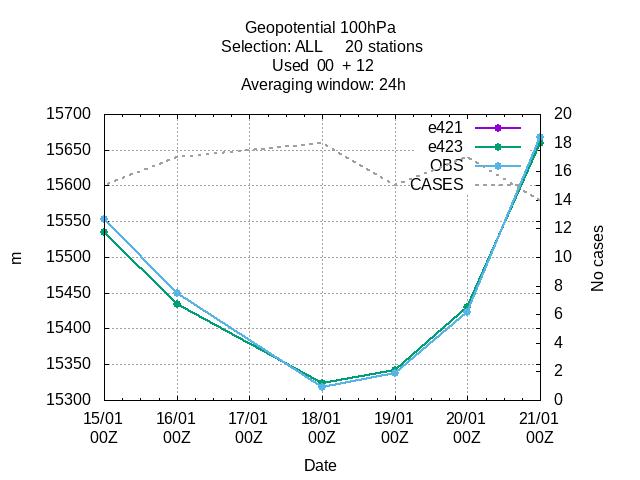 Geopotential 100hPa
Selection: ALL     20 stations
Used  00  + 12
Averaging window: 24h
15700
15650
15600
15550
15500
15450
15400
15350
15300
20
18
16
14
12
10
8
6
4
2
0
e421
e423
OBS
CASES
m
No cases
15/01 16/01 17/01 18/01 19/01 20/01 21/01
00Z 00Z 00Z 00Z 00Z 00Z 00Z
Date